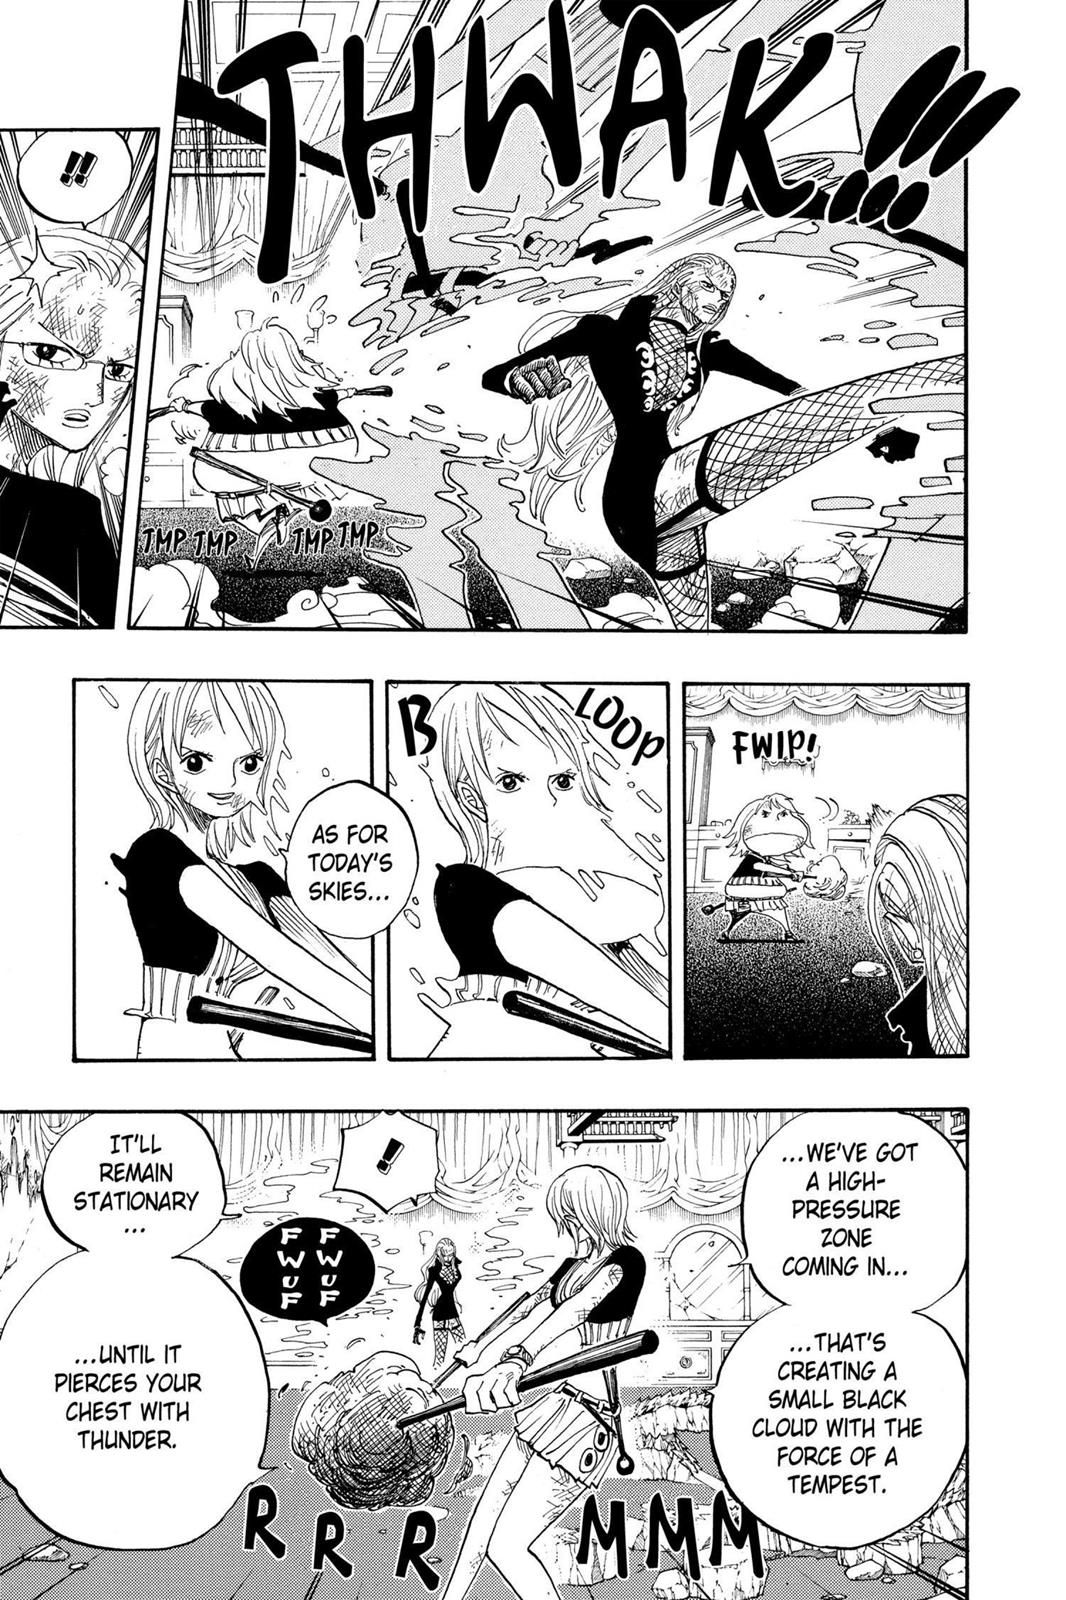 THWAK!!!
!!
TMP TMP
TMP TMP
FWIP!
B
LOOP
AS FOR
TODAY'S
SKIES...
...WE'VE GOT
A HIGH-
PRESSURE
ZONE
COMING IN...
...THAT'S
CREATING A
SMALL BLACK
CLOUD WITH THE
FORCE OF A
TEMPEST.
!
FWUF
FWUF
IT'LL
REMAIN
STATIONARY
...
...UNTIL IT
PIERCES YOUR
CHEST WITH
THUNDER.
RRR
MMM